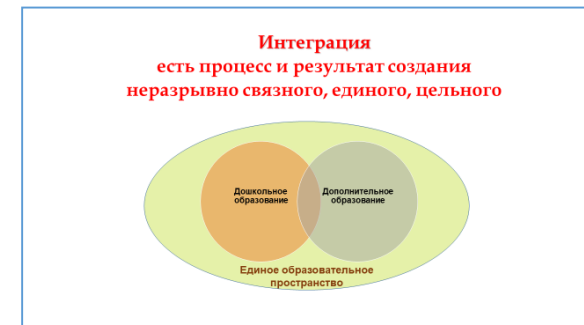 Интеграция
есть процесс и результат создания
неразрывно связного, единого, цельного
Дошкольное
образование
Дополнительное
образование
Единое образовательное
пространство